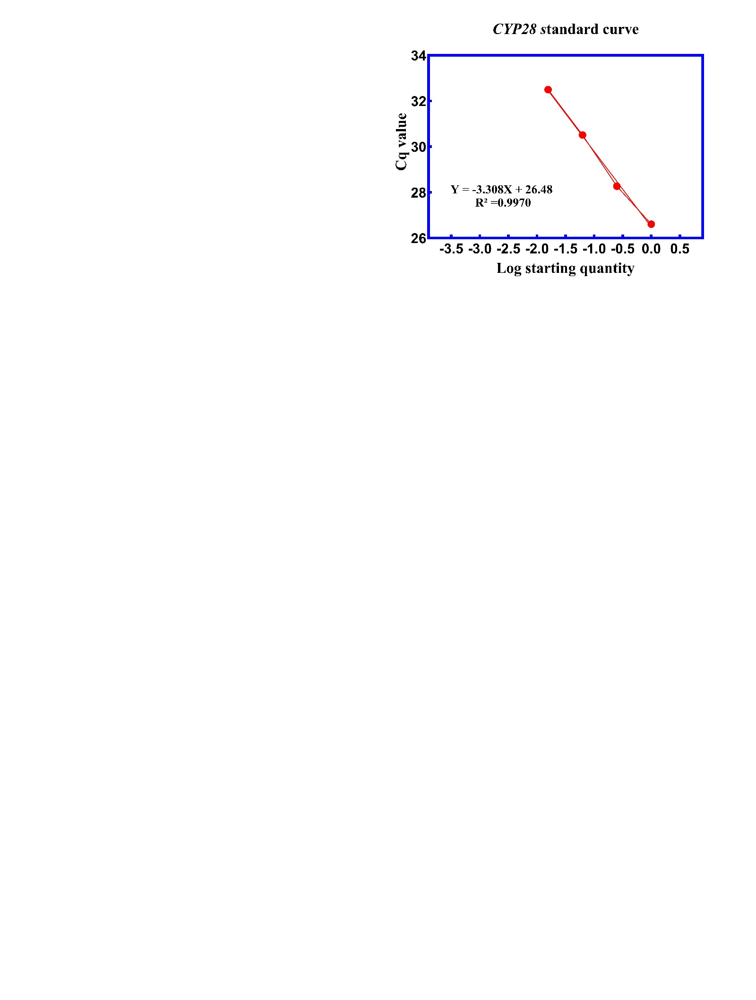 CYP28 standard curve
34
32
30
28
26
Cq value
Y = -3.308X + 26.48
R² =0.9970
-3.5 -3.0 -2.5 -2.0 -1.5 -1.0 -0.5 0.0 0.5
Log starting quantity